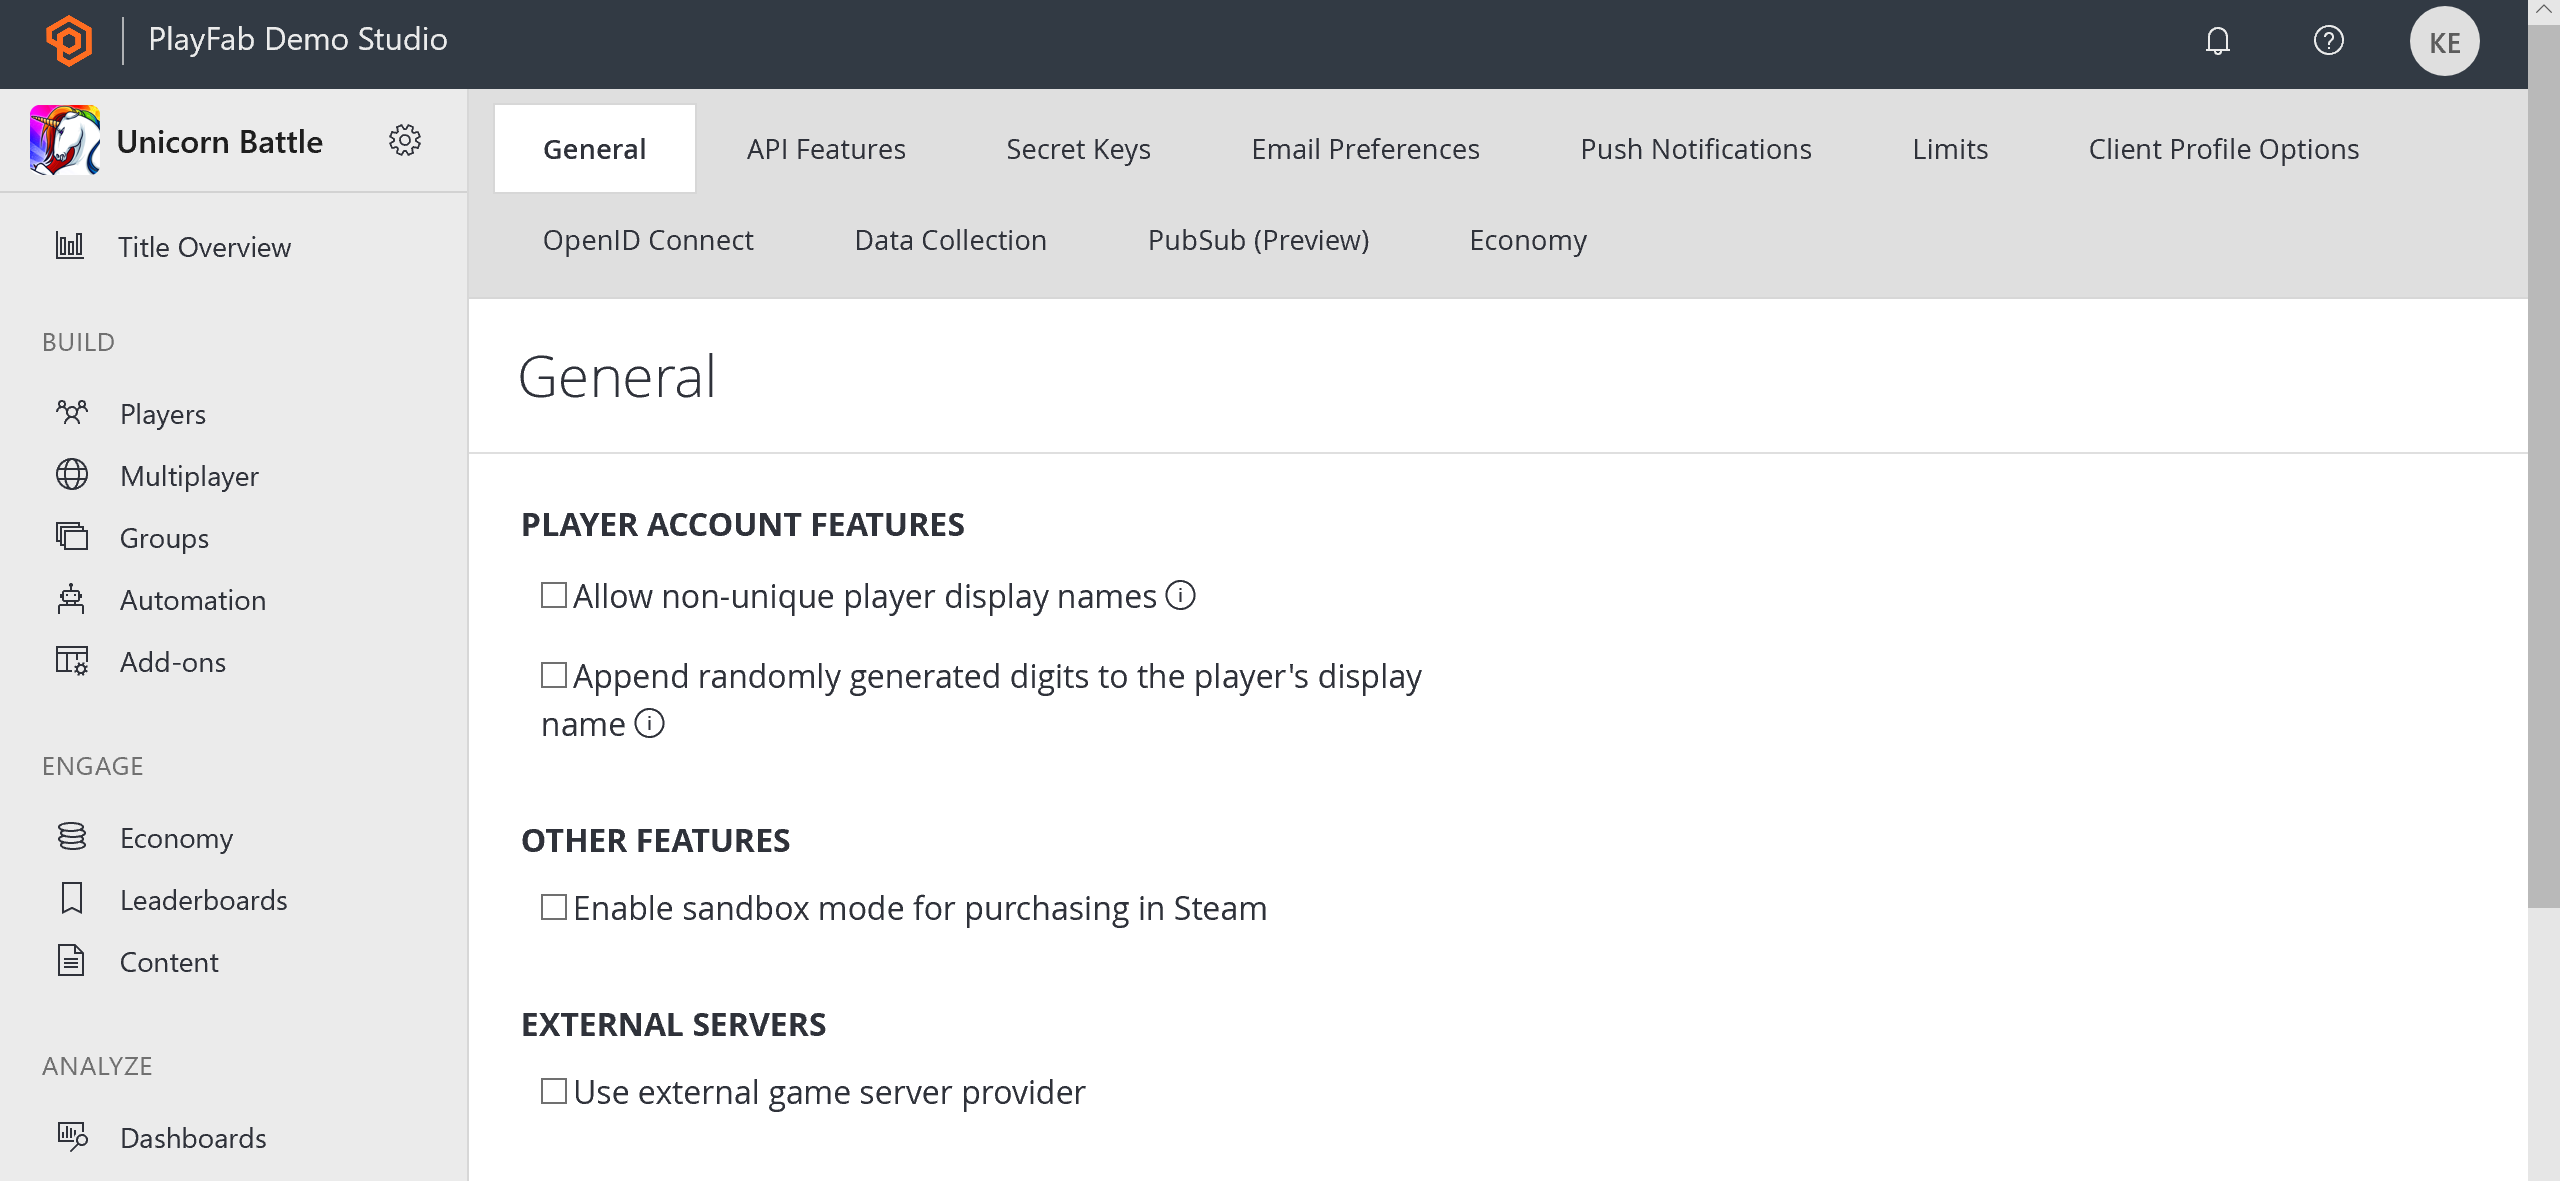 PlayFab Demo Studio
KE
Unicorn Battle
General
API Features
Secret Keys
Email Preferences
Push Notifications
Limits
Client Profile Options
OpenID Connect
Data Collection
PubSub (Preview)
Economy
Title Overview
BUILD
Players
Multiplayer
Groups
Automation
Add-ons
ENGAGE
Economy
Leaderboards
Content
ANALYZE
Dashboards
General
PLAYER ACCOUNT FEATURES
Allow non-unique player display names
Append randomly generated digits to the player's display
name
OTHER FEATURES
Enable sandbox mode for purchasing in Steam
EXTERNAL SERVERS
Use external game server provider